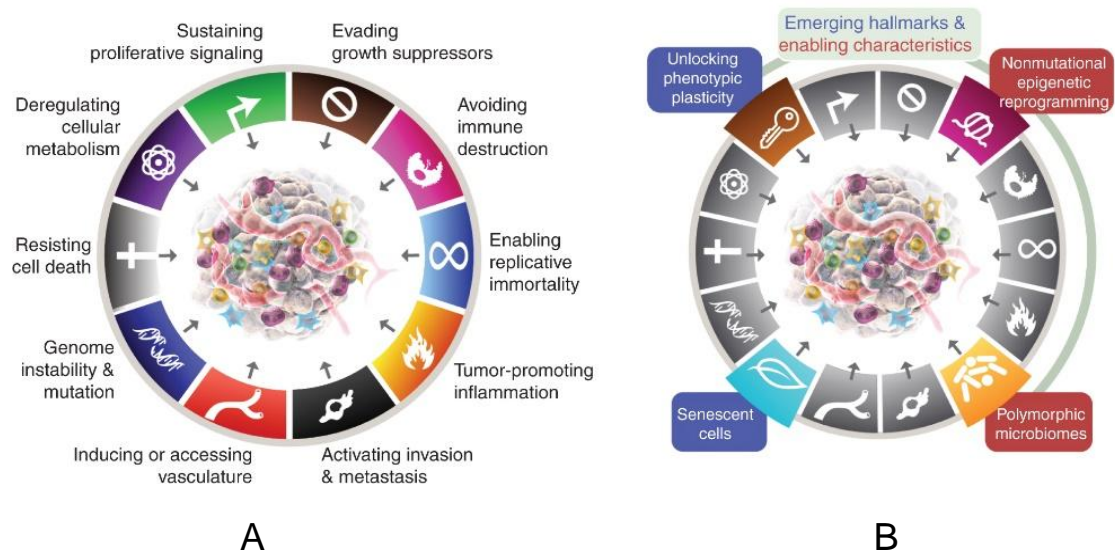 Sustaining
proliferative signaling
Evading
growth suppressors
Deregulating
cellular
metabolism
Avoiding
immune
destruction
Resisting
cell death
Enabling
replicative
immortality
Genome
instability &
mutation
Tumor-promoting
inflammation
Inducing or accessing
vasculature
Activating invasion
& metastasis
A
Emerging hallmarks &
enabling characteristics
Unlocking
phenotypic
plasticity
Nonmutational
epigenetic
reprogramming
Senescent
cells
Polymorphic
microbiomes
B